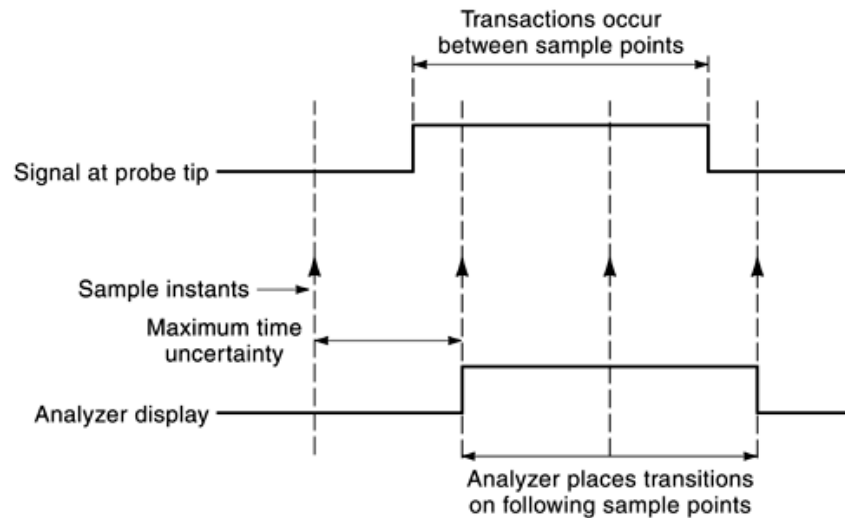 Transactions occur
between sample points
Signal at probe tip
Sample instants
Maximum time
uncertainty
Analyzer display
Analyzer places transitions
on following sample points